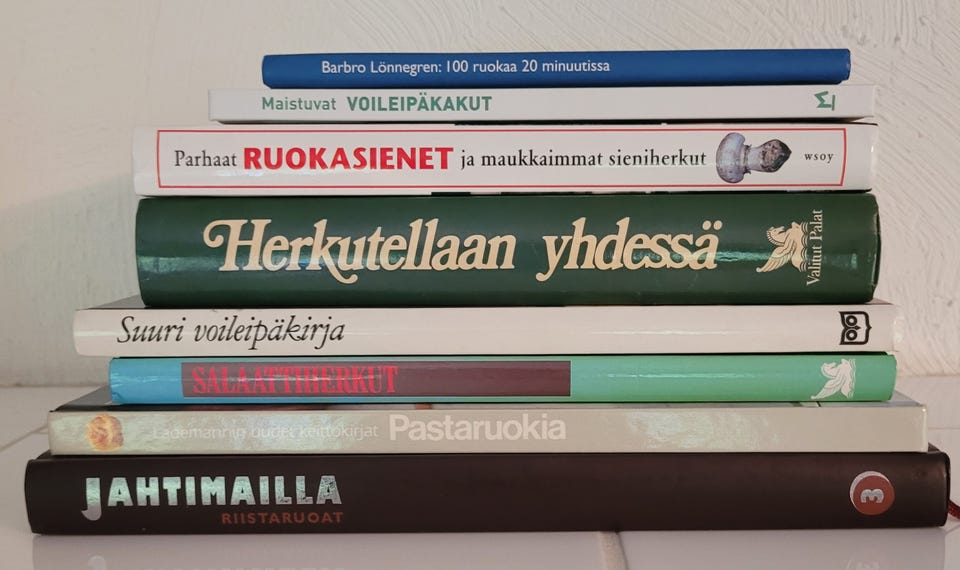 Barbro Lönnegren: 100 ruokaa 20 minuutissa
Maistuvat VOILEIPÄKAKUT
Parhaat RUOKASIENET ja maukkaimmat sieniherkut wsoy
Herkutellaan yhdessä Valitut Palat
Suuri voileipäkirja
SALAATTIHERKUT
Lademannin uudet keittokirjat Pastaruokia
JAHTIMAILLA
RIISTARUOAT
3